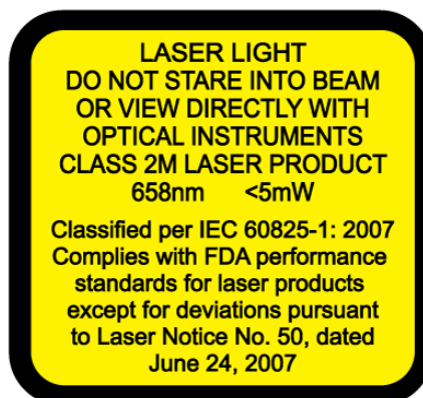 LASER LIGHT
DO NOT STARE INTO BEAM
OR VIEW DIRECTLY WITH
OPTICAL INSTRUMENTS
CLASS 2M LASER PRODUCT
658nm <5mW
Classified per IEC 60825-1: 2007
Complies with FDA performance
standards for laser products
except for deviations pursuant
to Laser Notice No. 50, dated
June 24, 2007